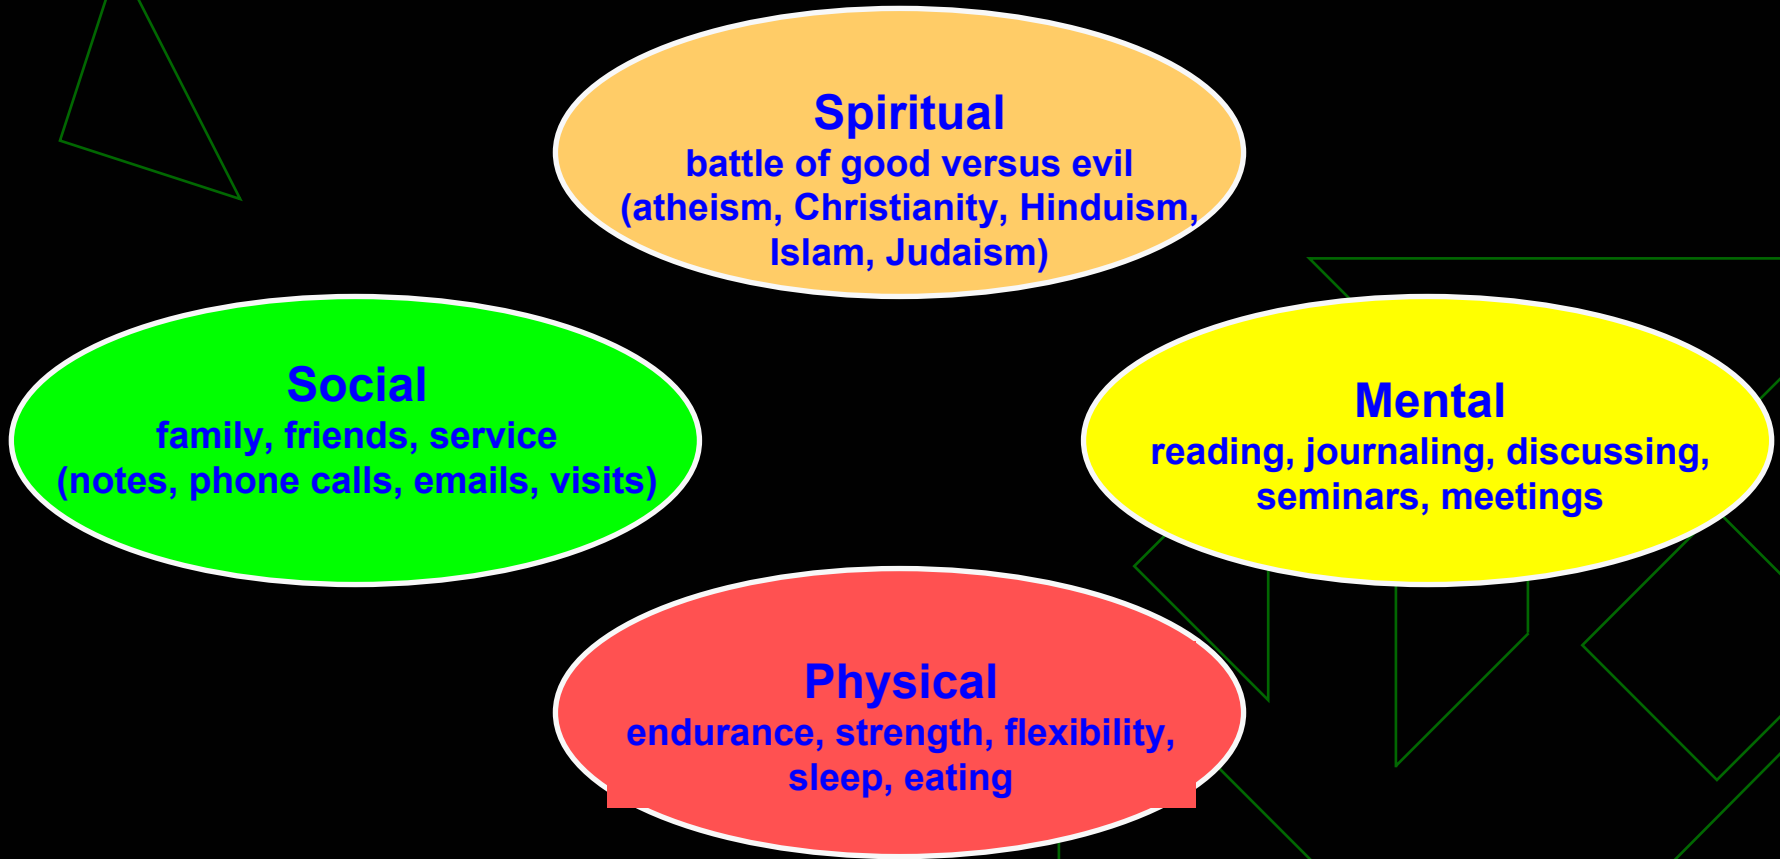 Spiritual
battle of good versus evil
(atheism, Christianity, Hinduism,
Islam, Judaism)
Social
family, friends, service
(notes, phone calls, emails, visits)
Mental
reading, journaling, discussing,
seminars, meetings
Physical
endurance, strength, flexibility,
sleep, eating